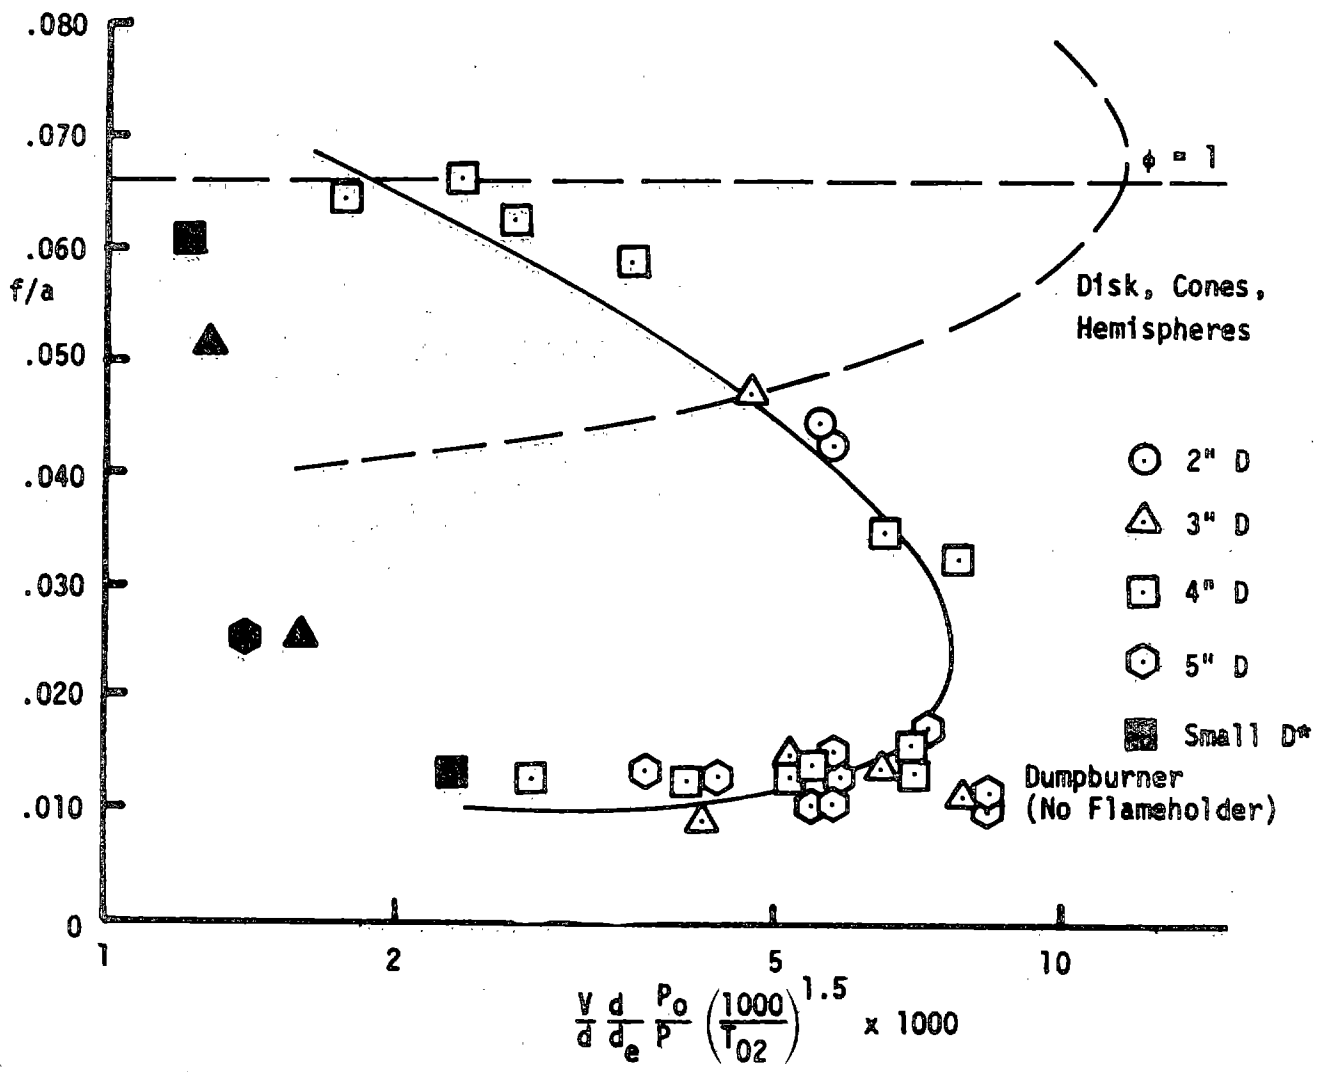 .080
.070
.060
f/a
.050
.040
.030
.020
.010
0
1 2 5 10
V/d d/d_e P_o/P (1000/T_02)^1.5 x 1000
ϕ = 1
Disk, Cones,
Hemispheres
2" D
3" D
4" D
5" D
Small D*
Dumpburner
(No Flameholder)